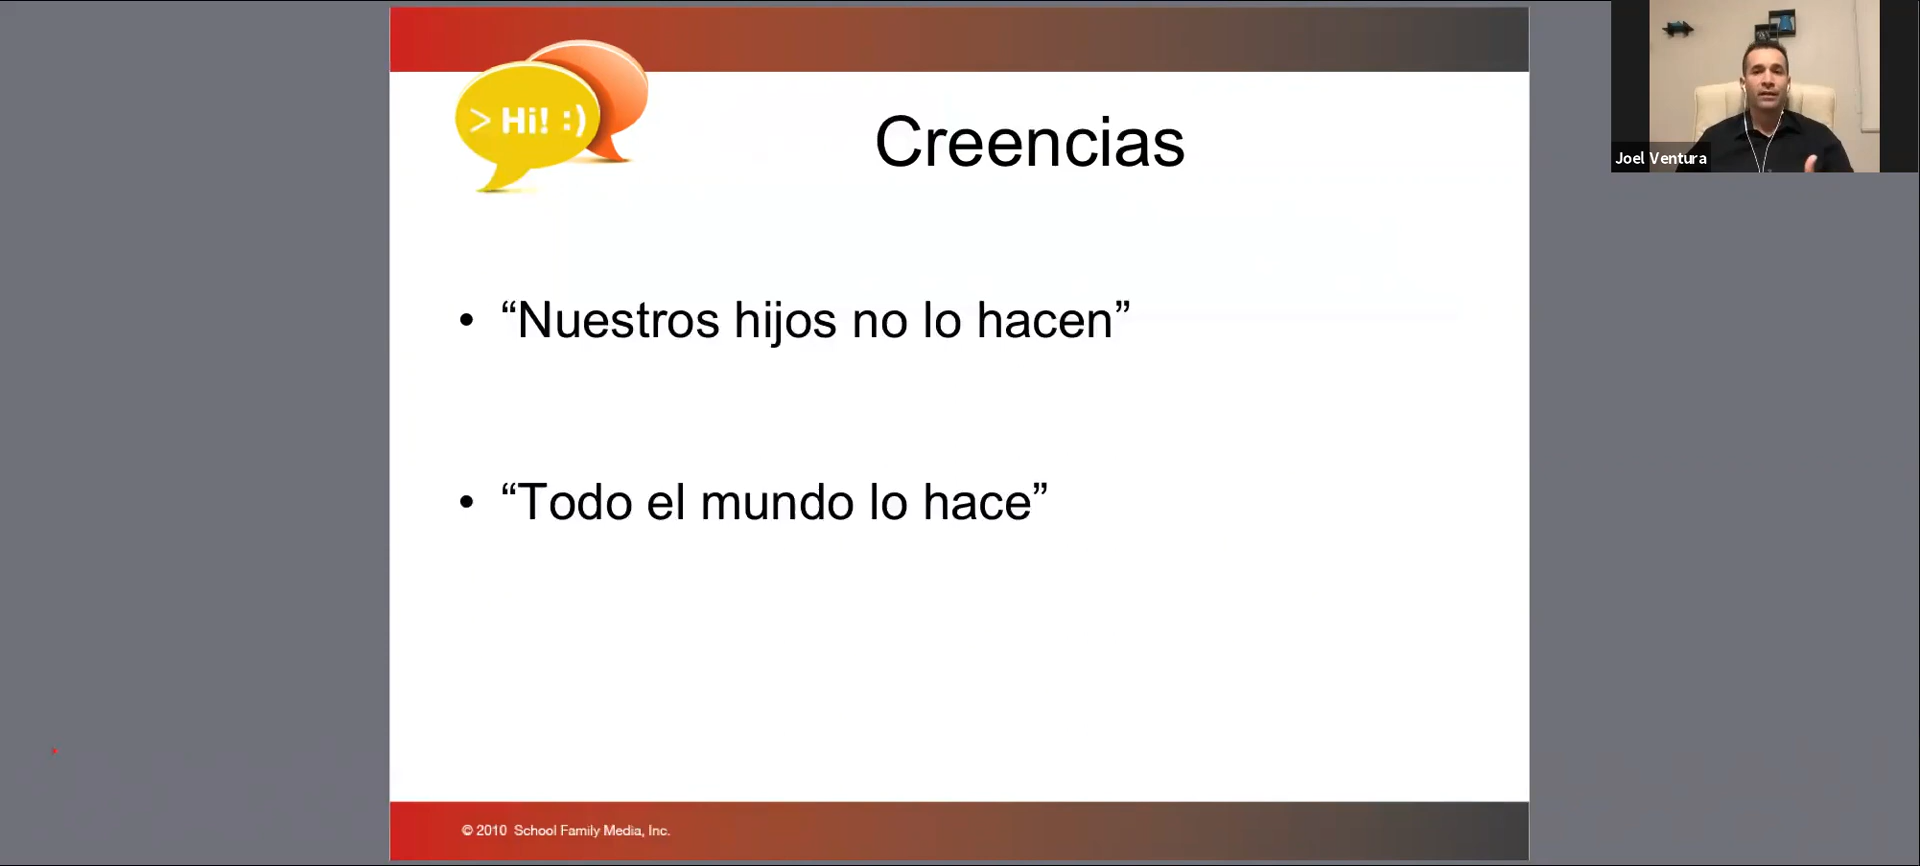 > Hi! :)
Creencias
Joel Ventura
• “Nuestros hijos no lo hacen”
• “Todo el mundo lo hace”
© 2010 School Family Media, Inc.